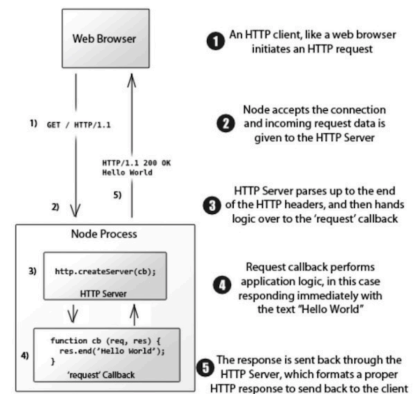 Web Browser
1) GET / HTTP/1.1
HTTP/1.1 200 OK
Hello World
5)
2)
Node Process
3) http.createServer(cb);
HTTP Server
4) function cb (req, res) {
res.end('Hello World');
}
'request' Callback
1 An HTTP client, like a web browser
initiates an HTTP request
2 Node accepts the connection
and incoming request data is
given to the HTTP Server
3 HTTP Server parses up to the end
of the HTTP headers, and then hands
logic over to the 'request' callback
4 Request callback performs
application logic, in this case
responding immediately with
the text "Hello World"
5 The response is sent back through the
HTTP Server, which formats a proper
HTTP response to send back to the client